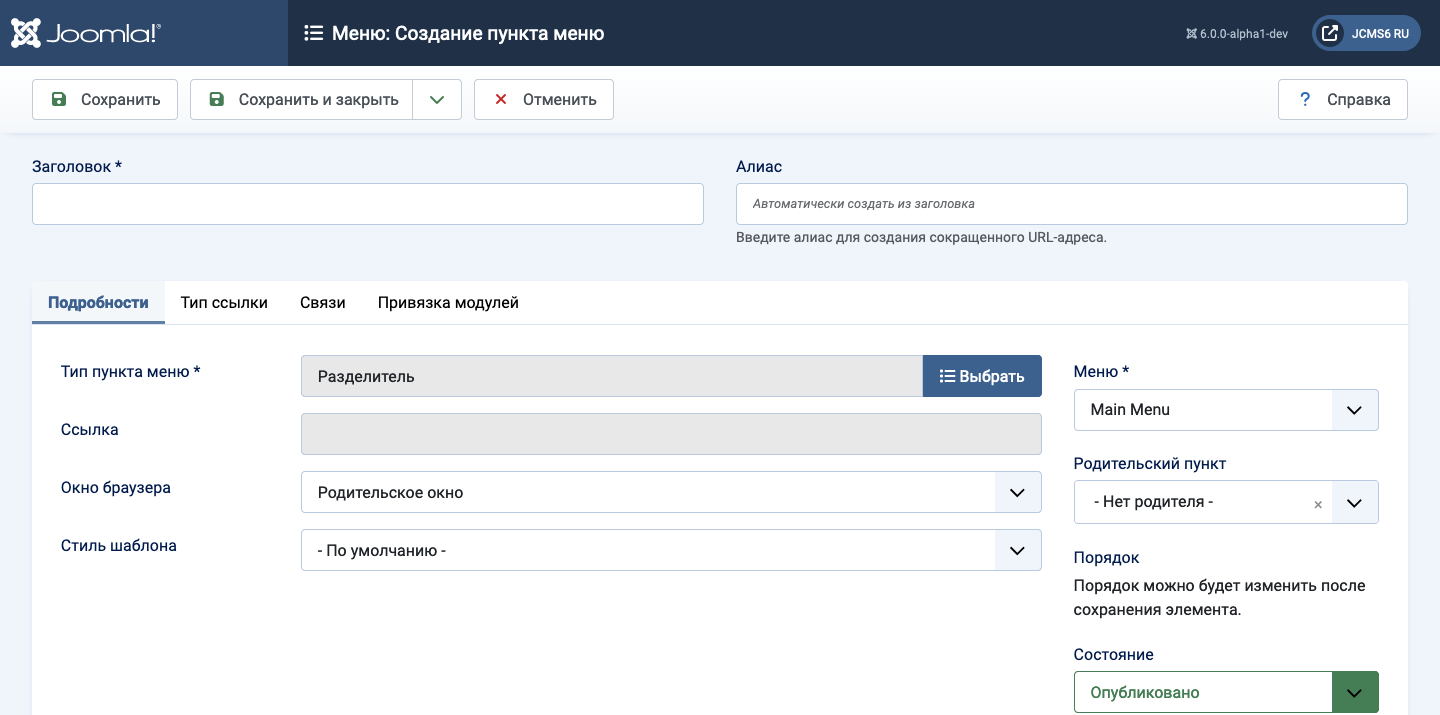 Joomla!®
Меню: Создание пункта меню
6.0.0-alpha1-dev
JCMS6 RU
Сохранить
Сохранить и закрыть
Отменить
? Справка
Заголовок *
Алиас
Автоматически создать из заголовка
Введите алиас для создания сокращенного URL-адреса.
Подробности
Тип ссылки
Связи
Привязка модулей
Тип пункта меню *
Разделитель
Выбрать
Ссылка
Окно браузера
Родительское окно
Стиль шаблона
- По умолчанию -
Меню *
Main Menu
Родительский пункт
- Нет родителя -
×
Порядок
Порядок можно будет изменить после
сохранения элемента.
Состояние
Опубликовано